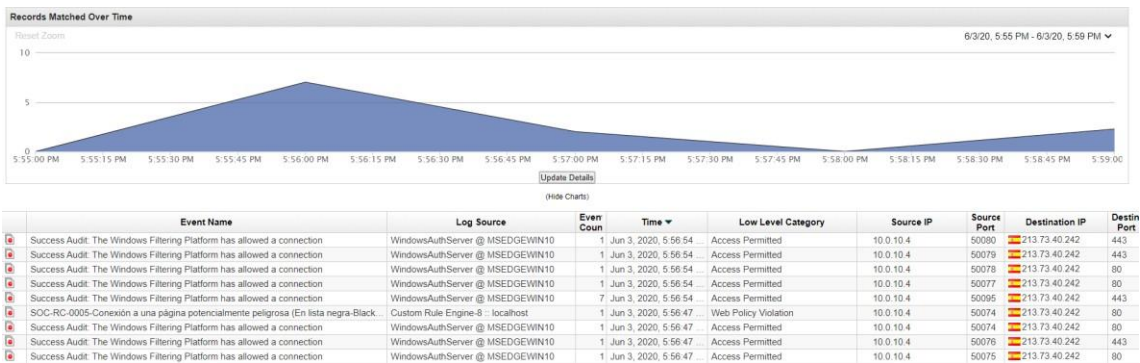 Records Matched Over Time
Reset Zoom 6/3/20, 5:55 PM - 6/3/20, 5:59 PM
10
5
0
5:55:00 PM 5:55:15 PM 5:55:30 PM 5:55:45 PM 5:56:00 PM 5:56:15 PM 5:56:30 PM 5:56:45 PM 5:57:00 PM 5:57:15 PM 5:57:30 PM 5:57:45 PM 5:58:00 PM 5:58:15 PM 5:58:30 PM 5:58:45 PM 5:59:00
Update Details
(Hide Charts)
Event Name Log Source Even Coun Time Low Level Category Source IP Source Port Destination IP Destin Port
Success Audit: The Windows Filtering Platform has allowed a connection WindowsAuthServer @ MSEDGEWIN10 1 Jun 3, 2020, 5:56:54 ... Access Permitted 10.0.10.4 50080 213.73.40.242 443
Success Audit: The Windows Filtering Platform has allowed a connection WindowsAuthServer @ MSEDGEWIN10 1 Jun 3, 2020, 5:56:54 ... Access Permitted 10.0.10.4 50079 213.73.40.242 443
Success Audit: The Windows Filtering Platform has allowed a connection WindowsAuthServer @ MSEDGEWIN10 1 Jun 3, 2020, 5:56:54 ... Access Permitted 10.0.10.4 50078 213.73.40.242 80
Success Audit: The Windows Filtering Platform has allowed a connection WindowsAuthServer @ MSEDGEWIN10 1 Jun 3, 2020, 5:56:54 ... Access Permitted 10.0.10.4 50077 213.73.40.242 80
Success Audit: The Windows Filtering Platform has allowed a connection WindowsAuthServer @ MSEDGEWIN10 7 Jun 3, 2020, 5:56:54 ... Access Permitted 10.0.10.4 50095 213.73.40.242 443
SOC-RC-0005-Conexión a una página potencialmente peligrosa (En lista negra-Black... Custom Rule Engine-8 :: localhost 1 Jun 3, 2020, 5:56:47 ... Web Policy Violation 10.0.10.4 50074 213.73.40.242 80
Success Audit: The Windows Filtering Platform has allowed a connection WindowsAuthServer @ MSEDGEWIN10 1 Jun 3, 2020, 5:56:47 ... Access Permitted 10.0.10.4 50074 213.73.40.242 80
Success Audit: The Windows Filtering Platform has allowed a connection WindowsAuthServer @ MSEDGEWIN10 1 Jun 3, 2020, 5:56:47 ... Access Permitted 10.0.10.4 50076 213.73.40.242 443
Success Audit: The Windows Filtering Platform has allowed a connection WindowsAuthServer @ MSEDGEWIN10 1 Jun 3, 2020, 5:56:47 ... Access Permitted 10.0.10.4 50075 213.73.40.242 80